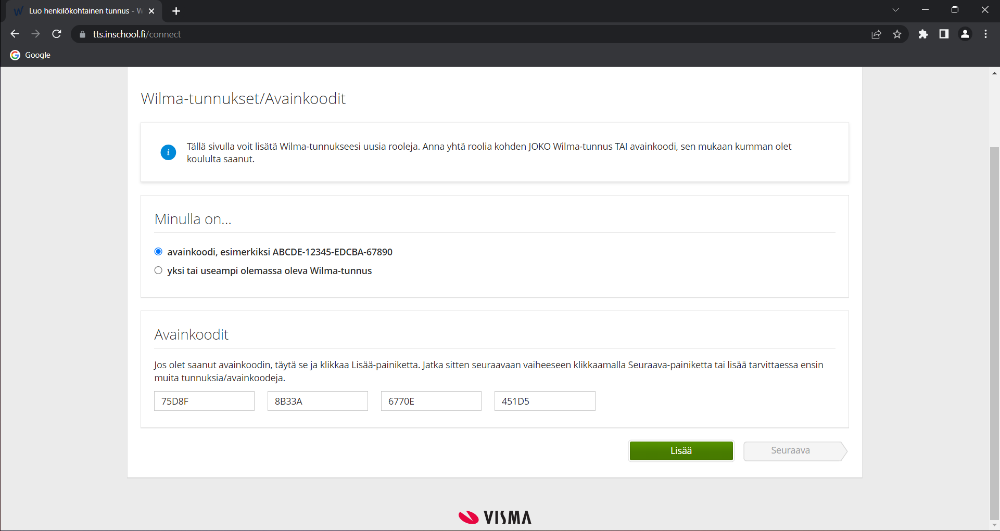 Luo henkilökohtainen tunnus - W
tts.inschool.fi/connect
Google
Wilma-tunnukset/Avainkoodit
Tällä sivulla voit lisätä Wilma-tunnukseesi uusia rooleja. Anna yhtä roolia kohden JOKO Wilma-tunnus TAI avainkoodi, sen mukaan kumman olet
koululta saanut.
Minulla on...
avainkoodi, esimerkiksi ABCDE-12345-EDCBA-67890
yksi tai useampi olemassa oleva Wilma-tunnus
Avainkoodit
Jos olet saanut avainkoodin, täytä se ja klikkaa Lisää-painiketta. Jatka sitten seuraavaan vaiheeseen klikkaamalla Seuraava-painiketta tai lisää tarvittaessa ensin
muita tunnuksia/avainkoodeja.
75D8F 8B33A 6770E 451D5
Lisää Seuraava
VISMA